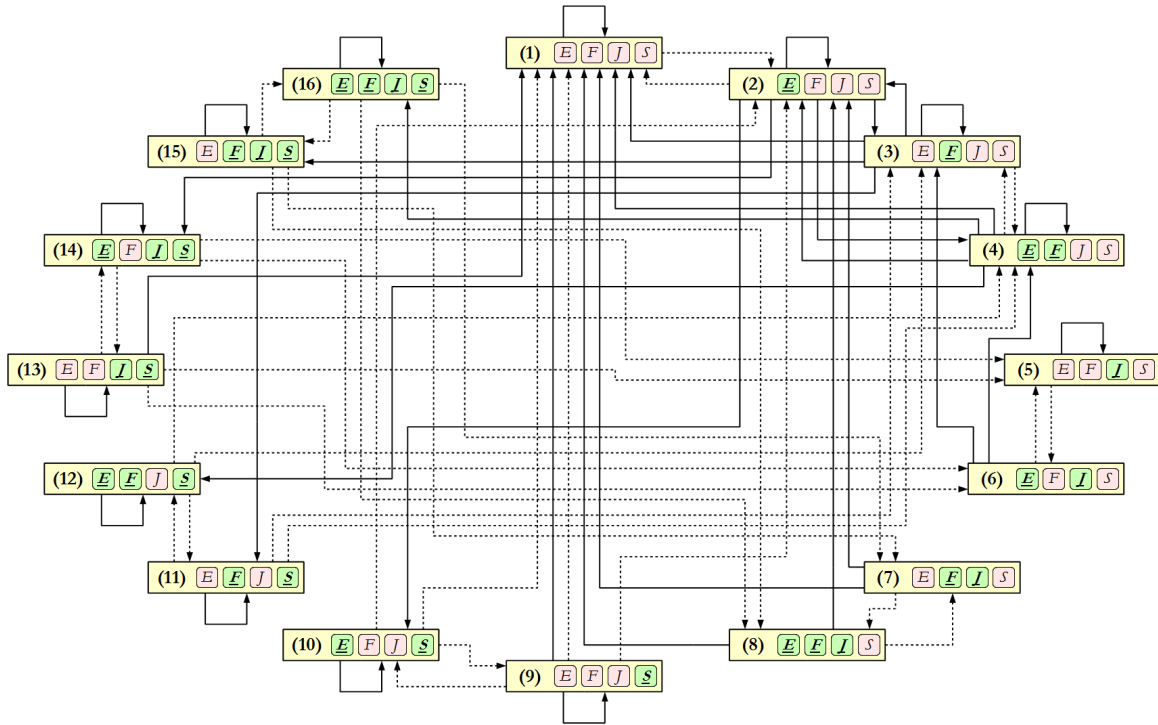 (1) E F J S
(2) E F J S
(16) E F J S
(15) E F J S
(3) E F J S
(14) E F J S
(4) E F J S
(13) E F J S
(5) E F J S
(12) E F J S
(6) E F J S
(11) E F J S
(7) E F J S
(10) E F J S
(8) E F J S
(9) E F J S